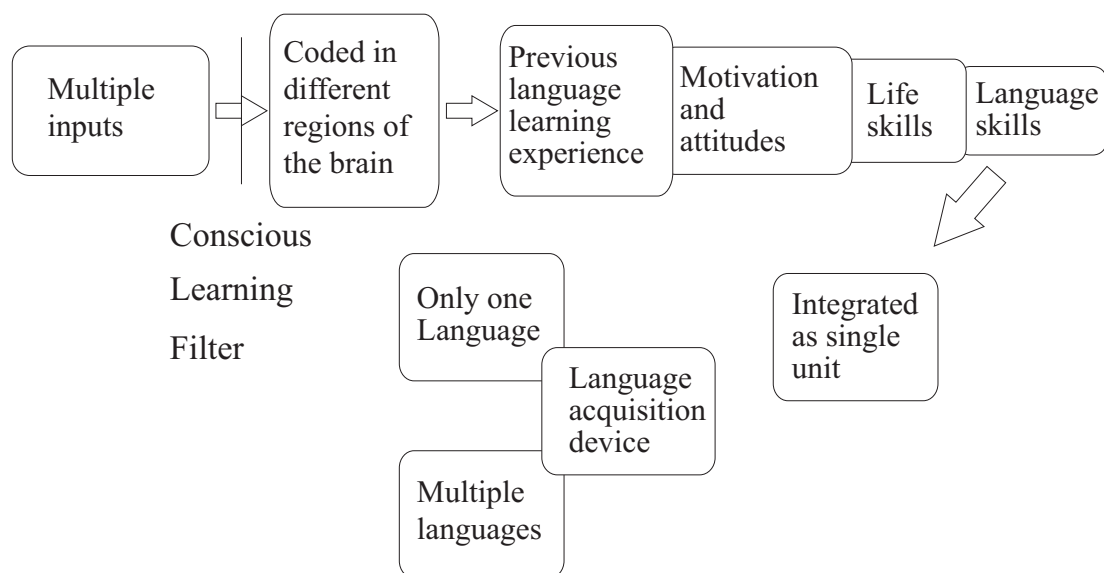 Multiple
inputs
Coded in
different
regions of
the brain
Previous
language
learning
experience
Motivation
and
attitudes
Life
skills
Language
skills
Conscious
Learning
Filter
Only one
Language
Language
acquisition
device
Multiple
languages
Integrated
as single
unit